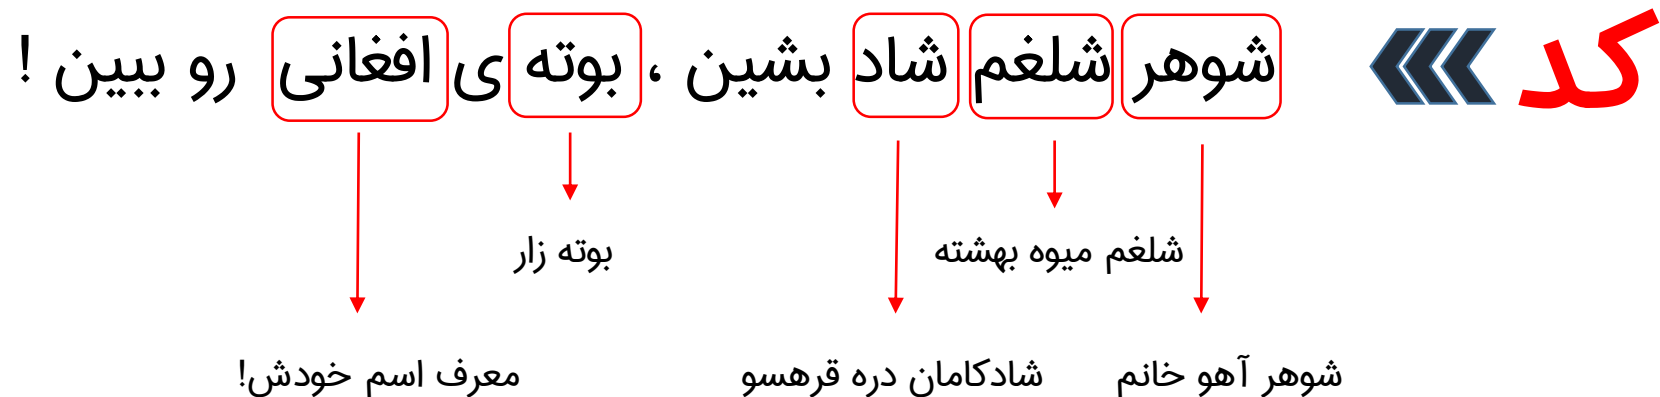 کد شوهر شلغم شاد بشین ، بوته ی افغانی رو ببین !
شلغم میوه بهشته بوته زار
شوهر آهو خانم شادکامان دره قرهسو معرف اسم خودش!